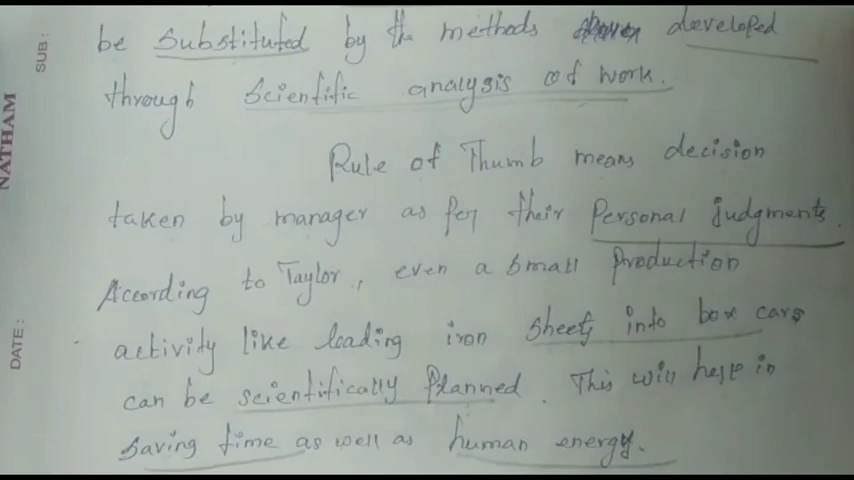 be substituted by the methods developed
through scientific analysis of work.
Rule of Thumb means decision
taken by manager as per their Personal judgments.
According to Taylor, even a small production
activity like loading iron sheets into box cars
can be scientifically planned. This will help in
saving time as well as human energy.
SUB:
NATHAM
DATE: